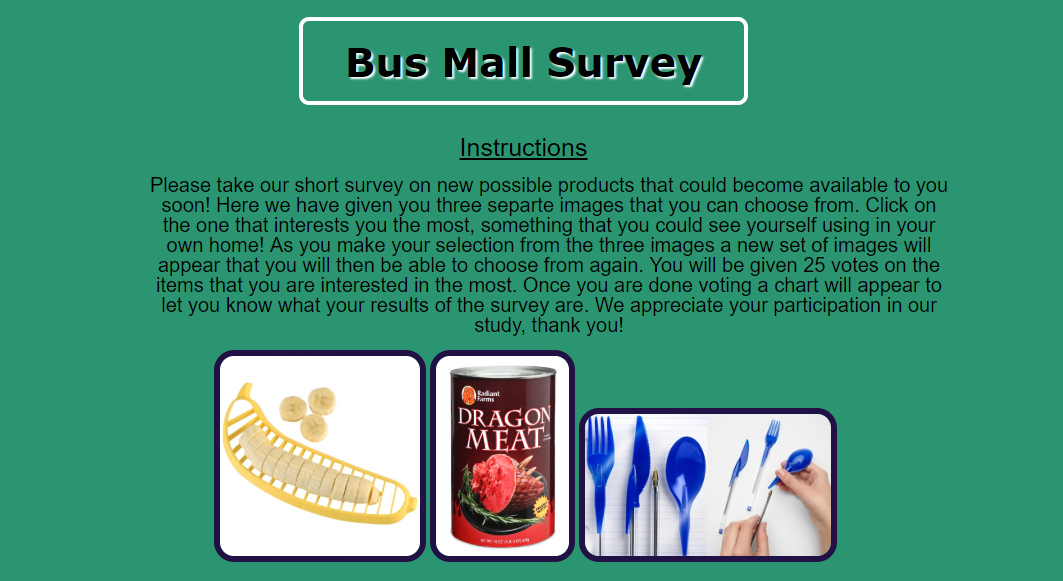 Bus Mall Survey
Instructions
Please take our short survey on new possible products that could become available to you
soon! Here we have given you three separte images that you can choose from. Click on
the one that interests you the most, something that you could see yourself using in your
own home! As you make your selection from the three images a new set of images will
appear that you will then be able to choose from again. You will be given 25 votes on the
items that you are interested in the most. Once you are done voting a chart will appear to
let you know what your results of the survey are. We appreciate your participation in our
study, thank you!
Radiant
Farms
DRAGON
MEAT